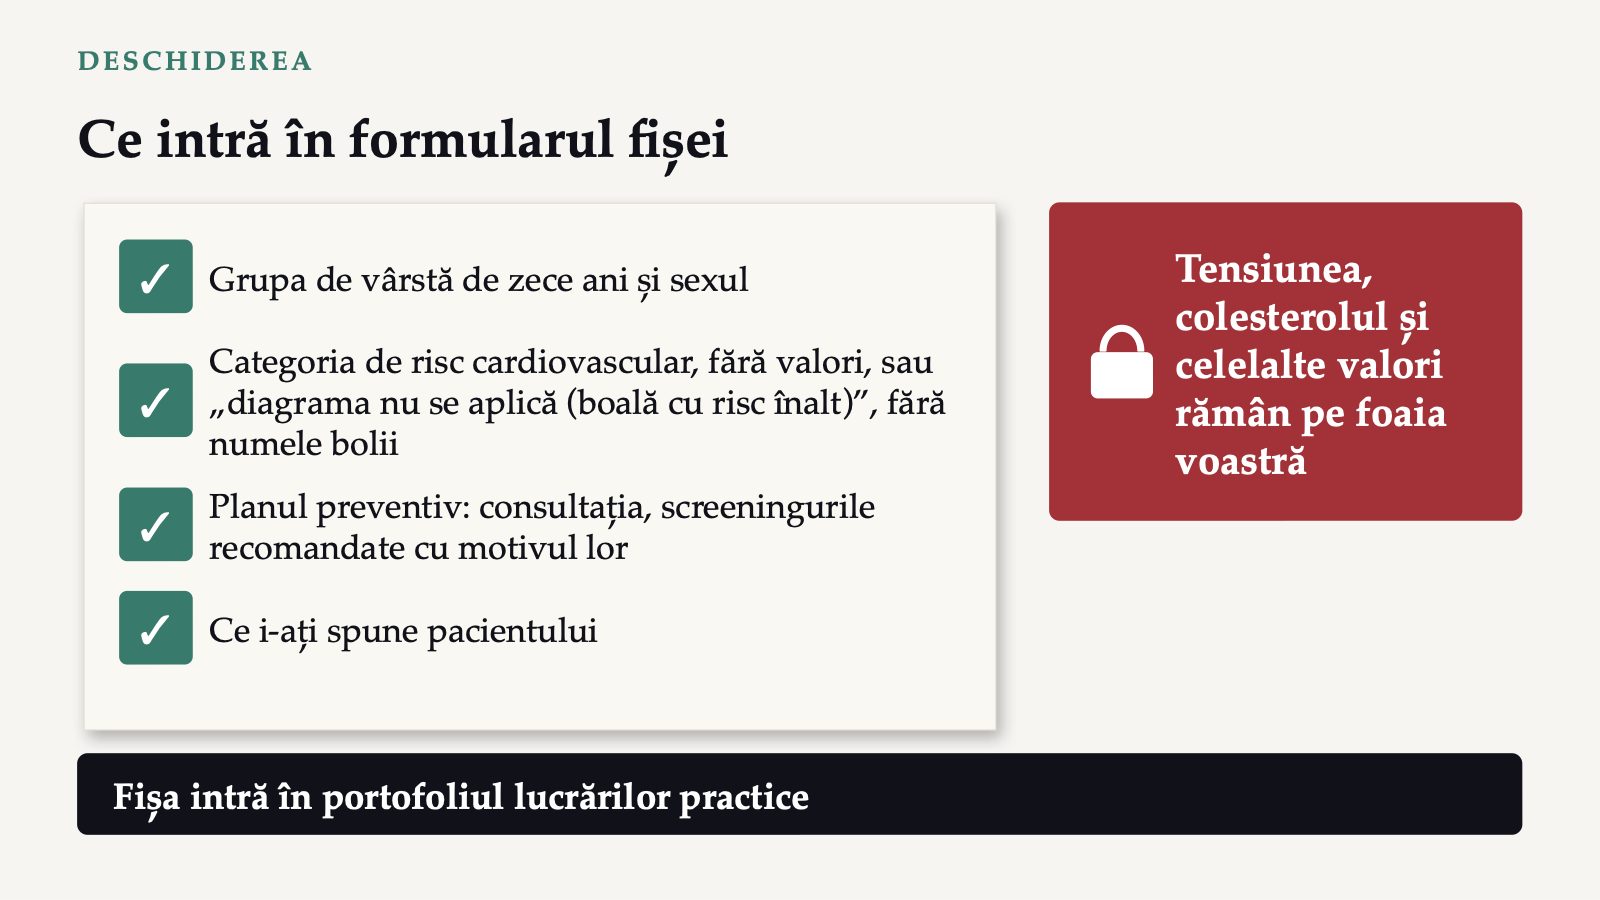 DESCHIDEREA
Ce intră în formularul fișei
✓ Grupa de vârstă de zece ani și sexul
✓ Categoria de risc cardiovascular, fără valori, sau
„diagrama nu se aplică (boală cu risc înalt)”, fără
numele bolii
✓ Planul preventiv: consultația, screeningurile
recomandate cu motivul lor
✓ Ce i-ați spune pacientului
Tensiunea,
colesterolul și
celelalte valori
rămân pe foaia
voastră
Fișa intră în portofoliul lucrărilor practice